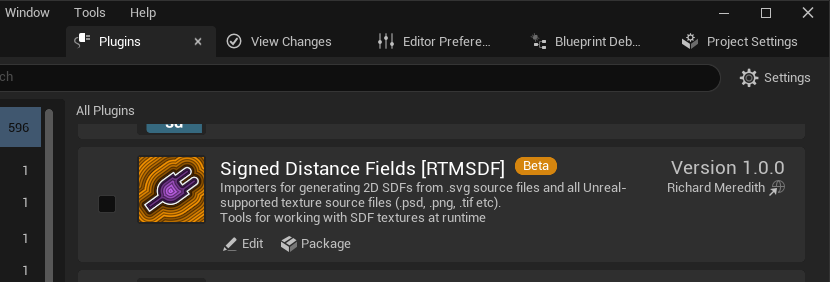 Window Tools Help
Plugins View Changes Editor Prefere... Blueprint Deb... Project Settings
ch Settings
All Plugins
596
Signed Distance Fields [RTMSDF] Beta Version 1.0.0
1
Importers for generating 2D SDFs from .svg source files and all Unreal- Richard Meredith
1
supported texture source files (.psd, .png, .tif etc).
Tools for working with SDF textures at runtime
1
Edit Package
1